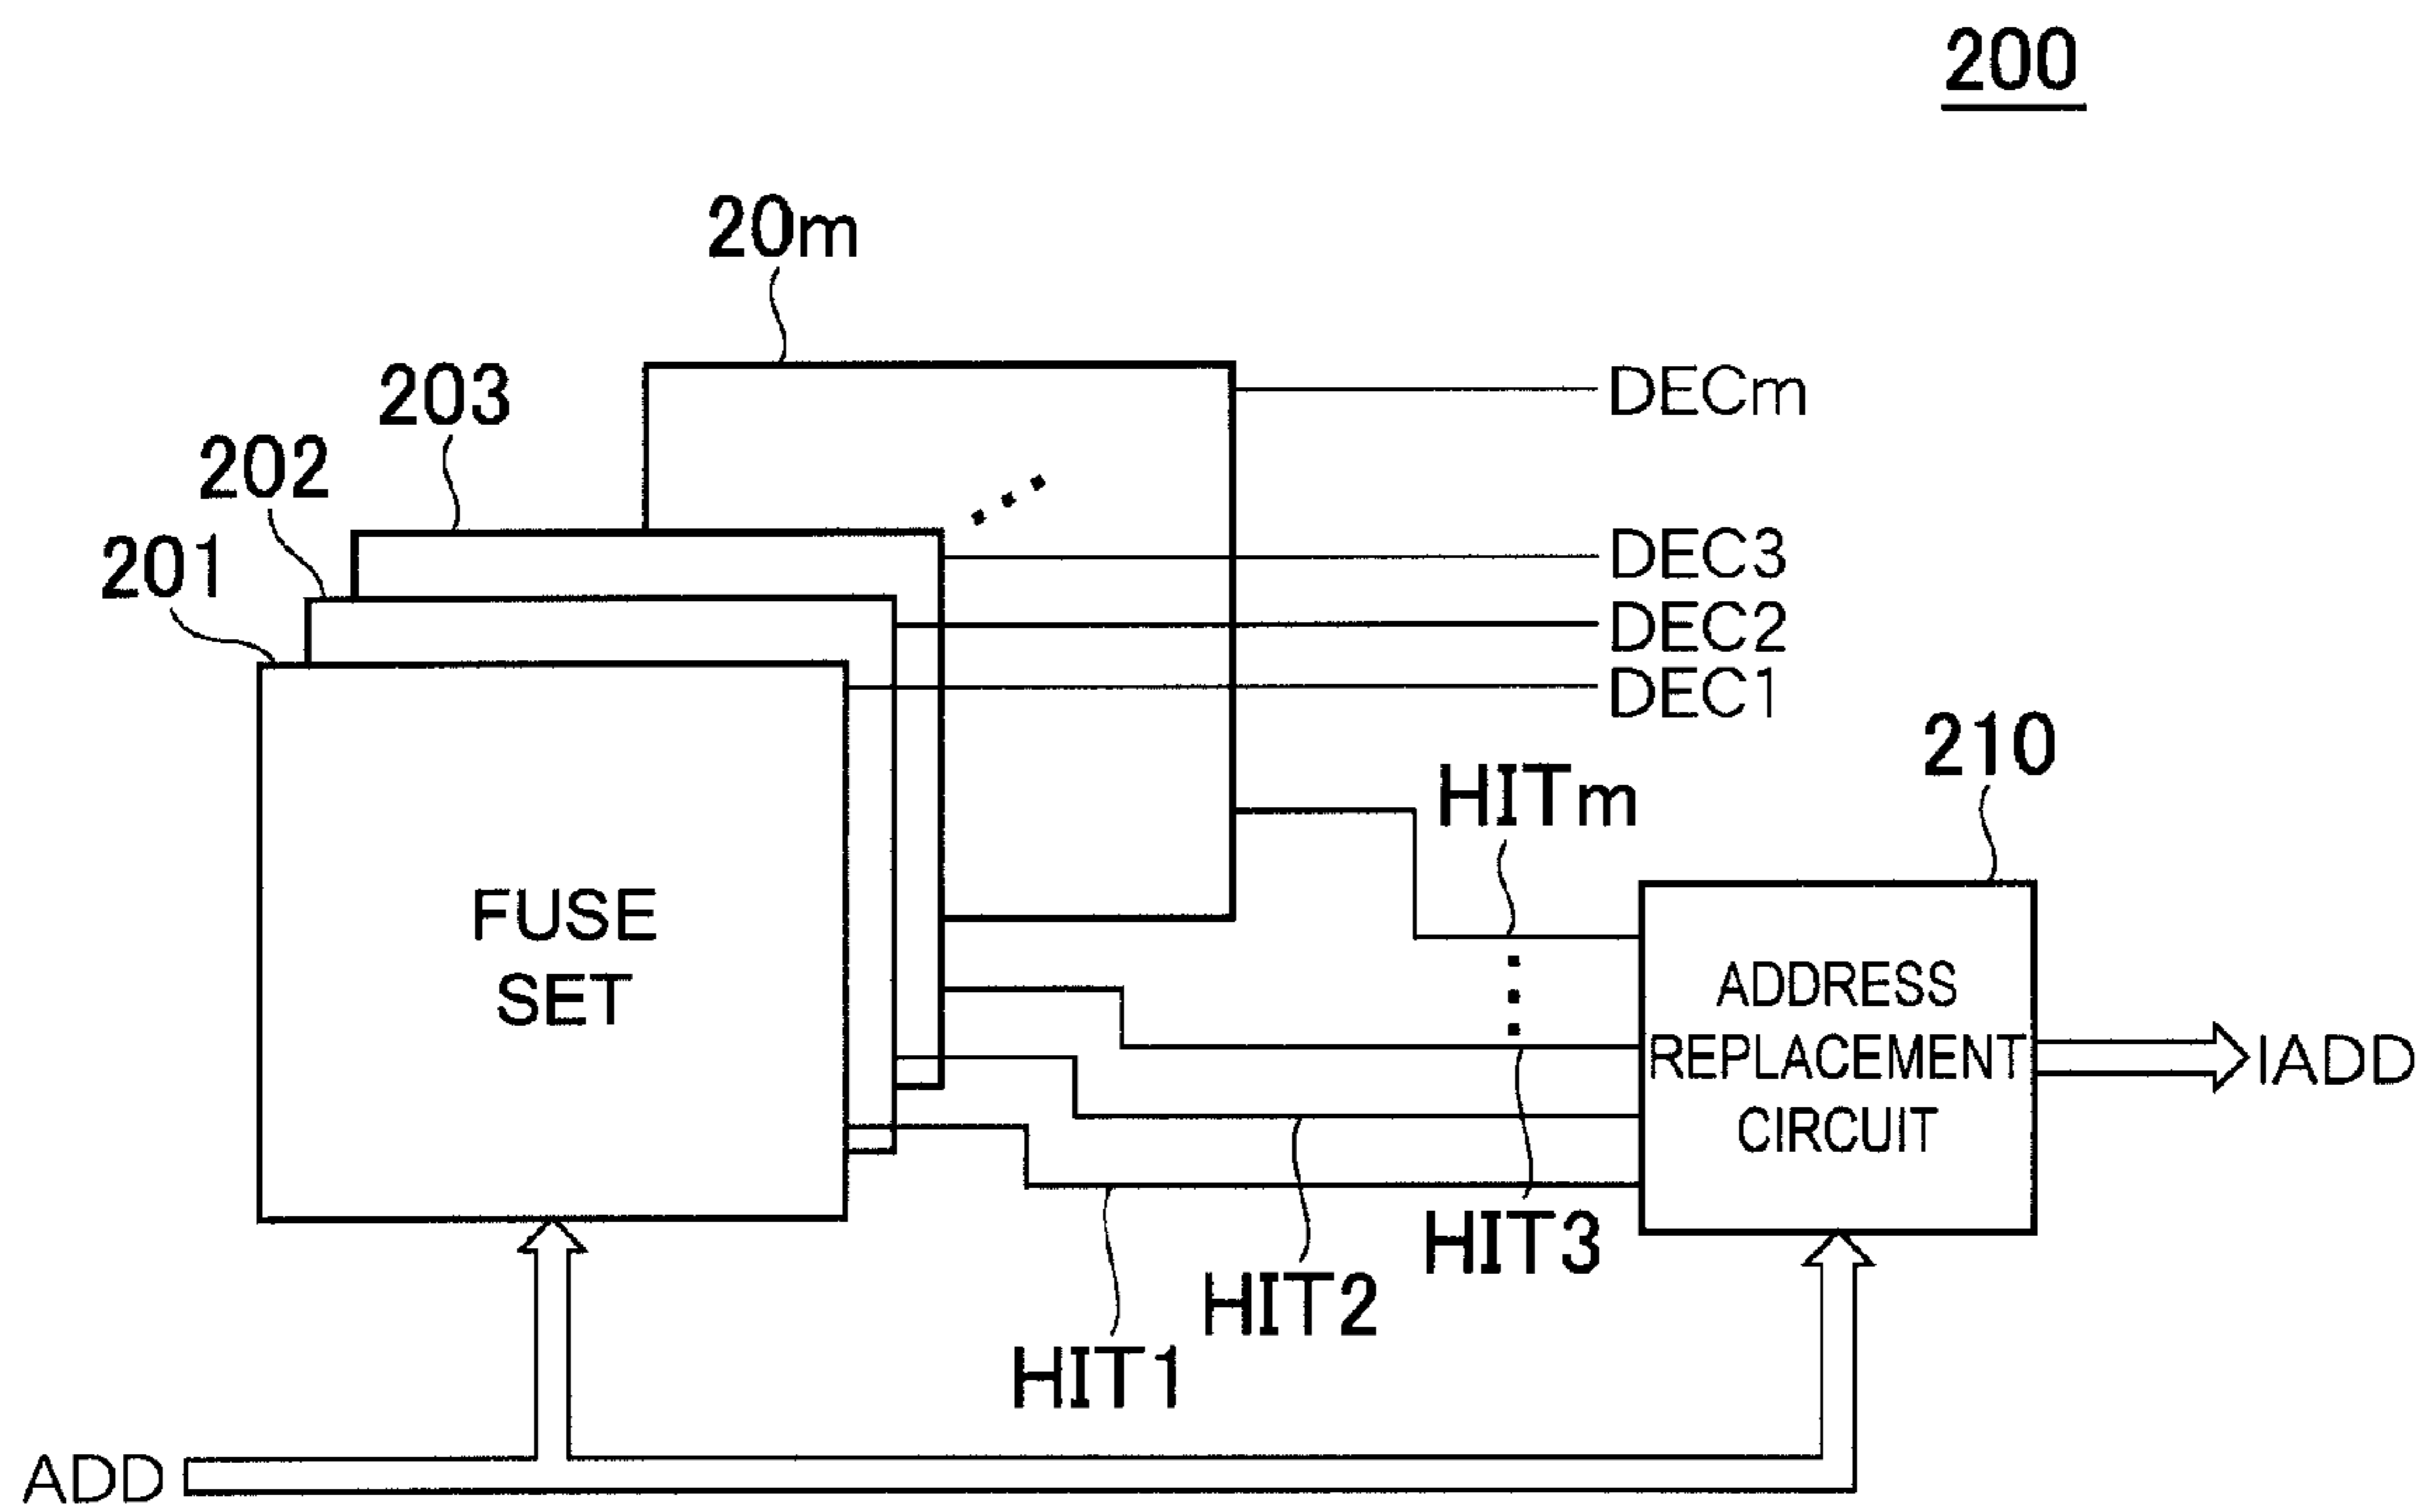 200
20m
203
202
201
DECm
DEC3
DEC2
DEC1
210
HITm
FUSE
SET
ADDRESS
REPLACEMENT
CIRCUIT
IADD
HIT3
HIT2
HIT1
ADD